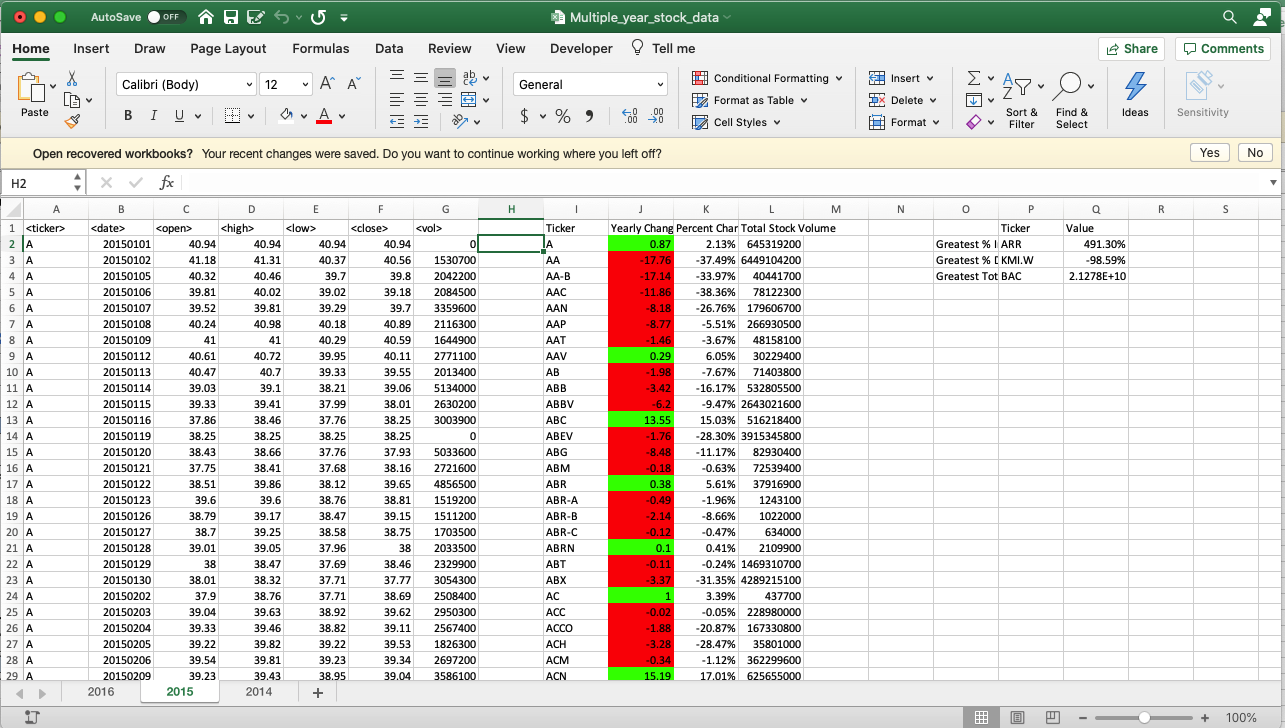 AutoSave OFF Multiple_year_stock_data
Home Insert Draw Page Layout Formulas Data Review View Developer Tell me Share Comments
Calibri (Body) 12 A A ab General Conditional Formatting Insert Σ A Z
Format as Table Delete
Paste B I U A $ % 9 Cell Styles Format Sort & Filter Find & Select Ideas Sensitivity
Open recovered workbooks? Your recent changes were saved. Do you want to continue working where you left off? Yes No
H2 fx
A B C D E F G H I J K L M N O P Q R S
1 <ticker> <date> <open> <high> <low> <close> <vol> Ticker Yearly Chang Percent Char Total Stock Volume Ticker Value
2 A 20150101 40.94 40.94 40.94 40.94 0 A 0.87 2.13% 645319200 Greatest % I ARR 491.30%
3 A 20150102 41.18 41.31 40.37 40.56 1530700 AA -17.76 -37.49% 6449104200 Greatest % D KMI.W -98.59%
4 A 20150105 40.32 40.46 39.7 39.8 2042200 AA-B -17.14 -33.97% 40441700 Greatest Tot BAC 2.1278E+10
5 A 20150106 39.81 40.02 39.02 39.18 2084500 AAC -11.86 -38.36% 78122300
6 A 20150107 39.52 39.81 39.29 39.7 3359600 AAN -8.18 -26.76% 179606700
7 A 20150108 40.24 40.98 40.18 40.89 2116300 AAP -8.77 -5.51% 266930500
8 A 20150109 41 41 40.29 40.59 1644900 AAT -1.46 -3.67% 48158100
9 A 20150112 40.61 40.72 39.95 40.11 2771100 AAV 0.29 6.05% 30229400
10 A 20150113 40.47 40.7 39.33 39.55 2013400 AB -1.98 -7.67% 71403800
11 A 20150114 39.03 39.1 38.21 39.06 5134000 ABB -3.42 -16.17% 532805500
12 A 20150115 39.33 39.41 37.99 38.01 2630200 ABBV -6.2 -9.47% 2643021600
13 A 20150116 37.86 38.46 37.76 38.25 3003900 ABC 13.55 15.03% 516218400
14 A 20150119 38.25 38.25 38.25 38.25 0 ABEV -1.76 -28.30% 3915345800
15 A 20150120 38.43 38.66 37.76 37.93 5033600 ABG -8.48 -11.17% 82930400
16 A 20150121 37.75 38.41 37.68 38.16 2721600 ABM -0.18 -0.63% 72539400
17 A 20150122 38.51 39.86 38.12 39.65 4856500 ABR 0.38 5.61% 37916900
18 A 20150123 39.6 39.6 38.76 38.81 1519200 ABR-A -0.49 -1.96% 1243100
19 A 20150126 38.79 39.17 38.47 39.15 1511200 ABR-B -2.14 -8.66% 1022000
20 A 20150127 38.7 39.25 38.58 38.75 1703500 ABR-C -0.12 -0.47% 634000
21 A 20150128 39.01 39.05 37.96 38 2033500 ABRN 0.1 0.41% 2109900
22 A 20150129 38 38.47 37.69 38.46 2329900 ABT -0.11 -0.24% 1469310700
23 A 20150130 38.01 38.32 37.71 37.77 3054300 ABX -3.37 -31.35% 4289215100
24 A 20150202 37.9 38.76 37.71 38.69 2508400 AC 1 3.39% 437700
25 A 20150203 39.04 39.63 38.92 39.62 2950300 ACC -0.02 -0.05% 228980000
26 A 20150204 39.33 39.46 38.82 39.11 2567400 ACCO -1.88 -20.87% 167330800
27 A 20150205 39.22 39.82 39.22 39.53 1826300 ACH -3.28 -28.47% 35801000
28 A 20150206 39.54 39.81 39.23 39.34 2697200 ACM -0.34 -1.12% 362299600
29 A 20150209 39.23 39.43 38.95 39.04 3586100 ACN 15.19 17.01% 625655000
2016 2015 2014 +
100%